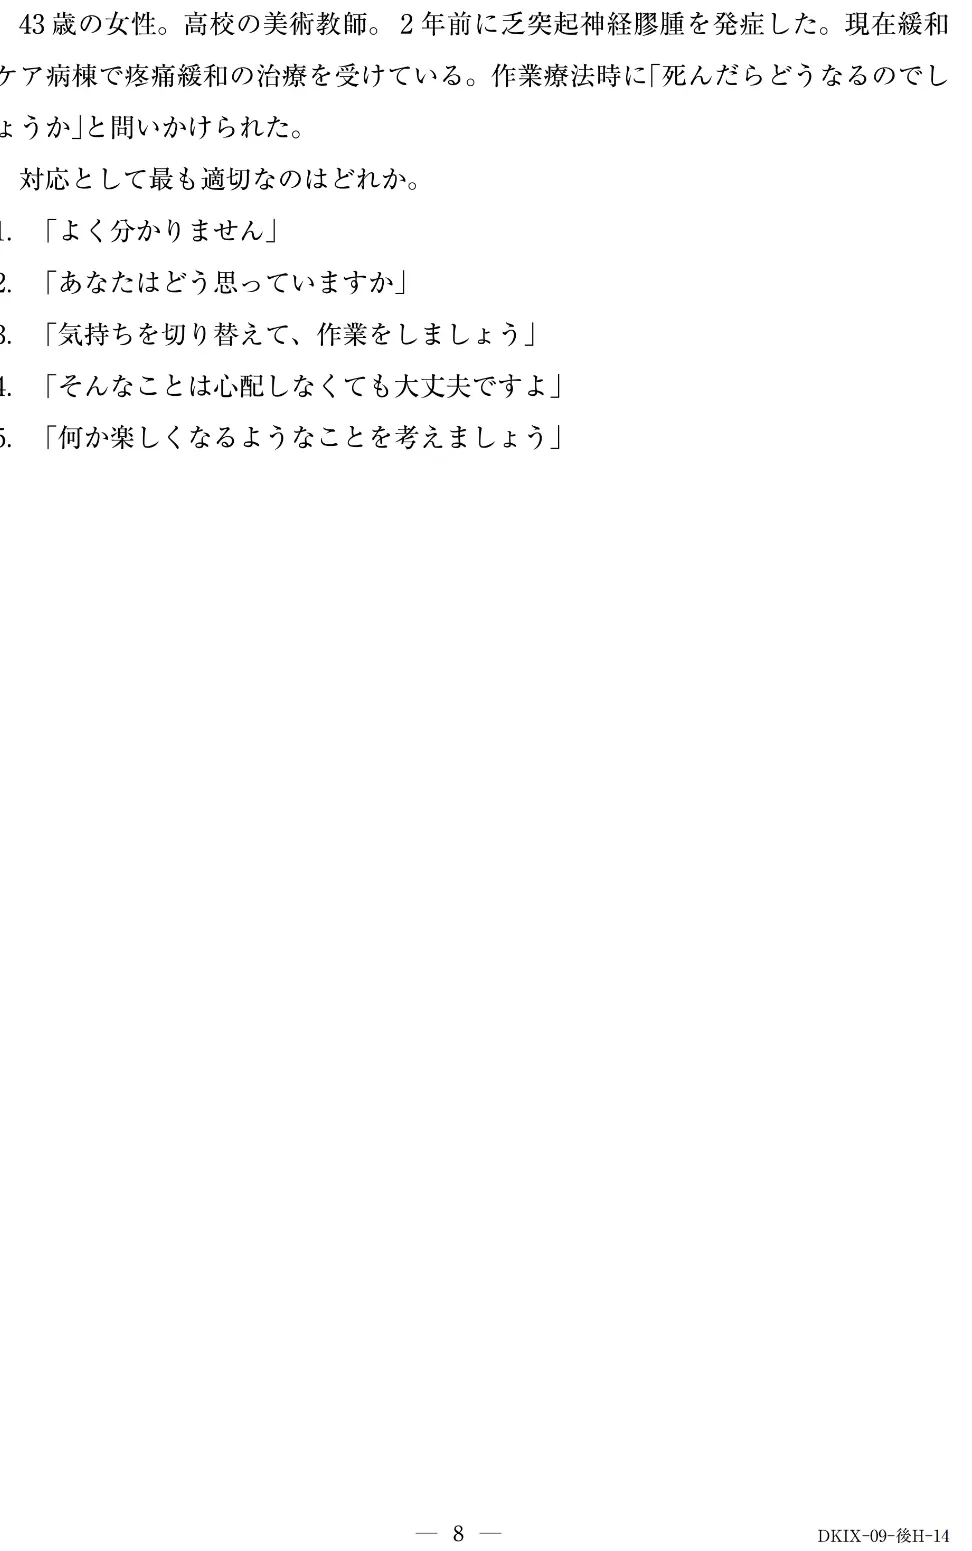 43歳の女性。高校の美術教師。2年前に乏突起神経膠腫を発症した。現在緩和
ケア病棟で疼痛緩和の治療を受けている。作業療法時に「死んだらどうなるのでし
ょうか」と問いかけられた。
対応として最も適切なのはどれか。
1. 「よく分かりません」
2. 「あなたはどう思っていますか」
3. 「気持ちを切り替えて、作業をしましょう」
4. 「そんなことは心配しなくても大丈夫ですよ」
5. 「何か楽しくなるようなことを考えましょう」
— 8 —
DKIX-09-後H-14